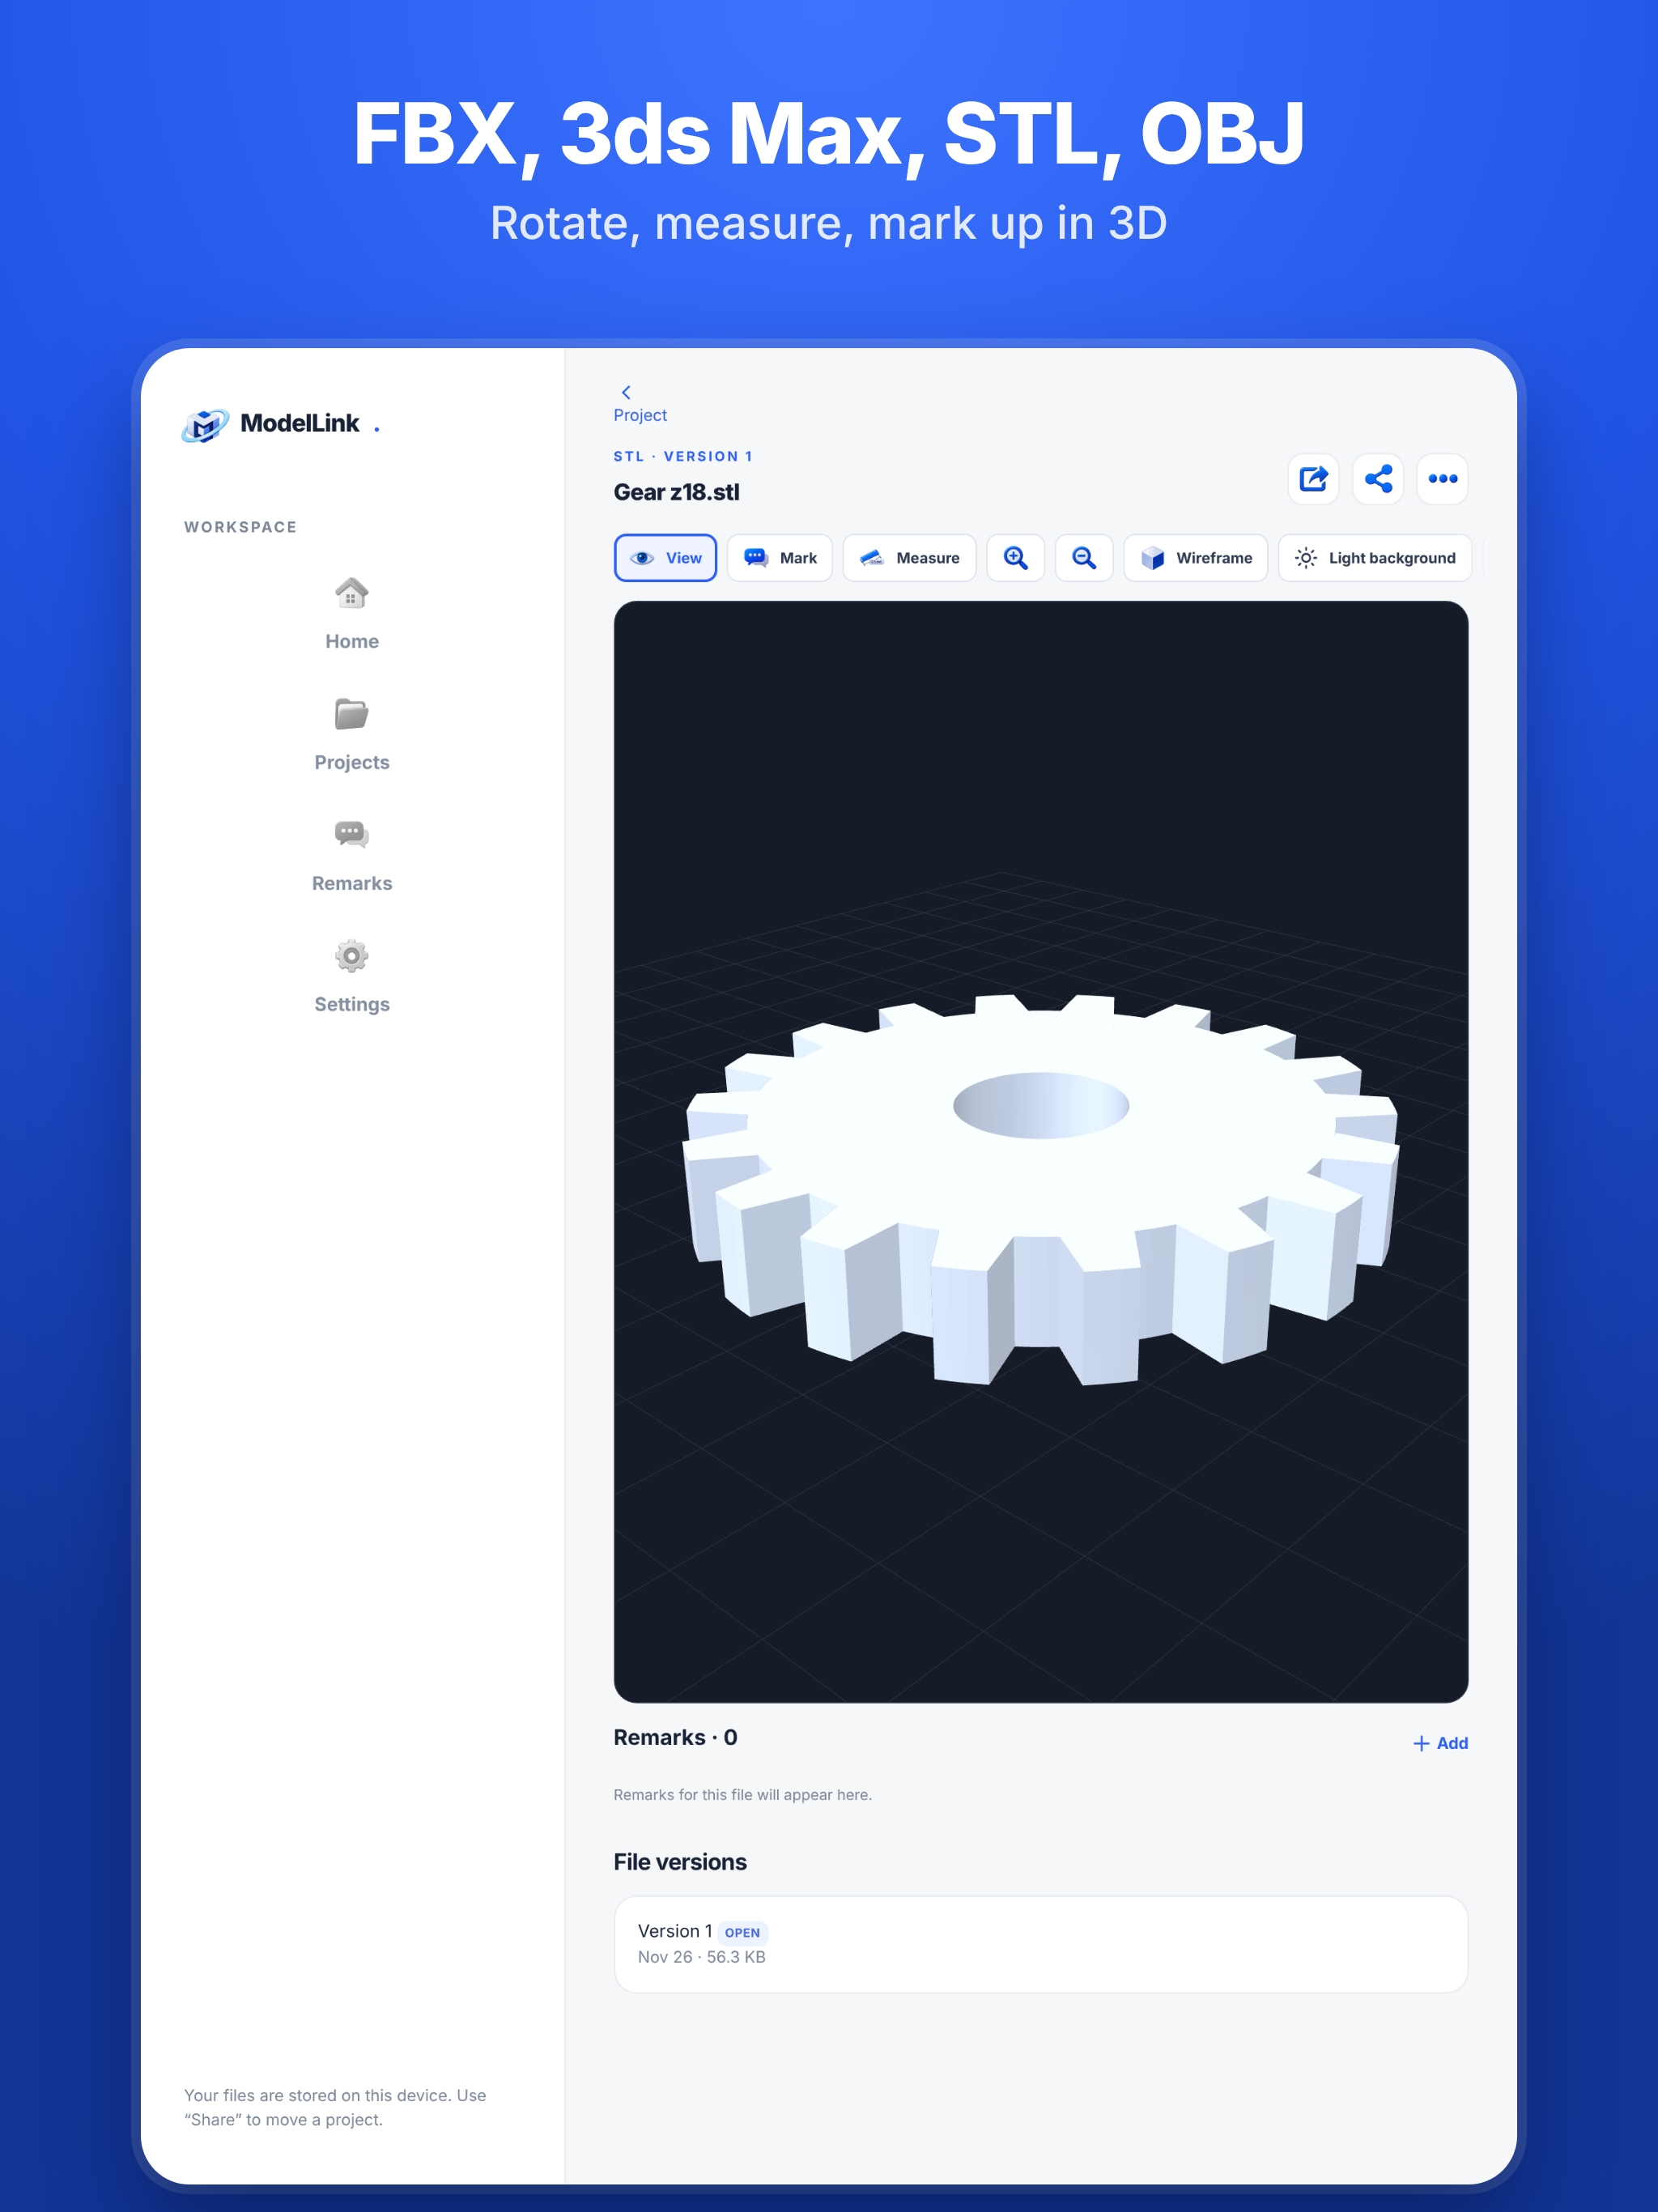 FBX, 3ds Max, STL, OBJ
Rotate, measure, mark up in 3D
ModelLink .
WORKSPACE
Home
Projects
Remarks
Settings
Your files are stored on this device. Use
“Share” to move a project.
Project
STL · VERSION 1
Gear z18.stl
View
Mark
Measure
Wireframe
Light background
Remarks · 0
Add
Remarks for this file will appear here.
File versions
Version 1 OPEN
Nov 26 · 56.3 KB